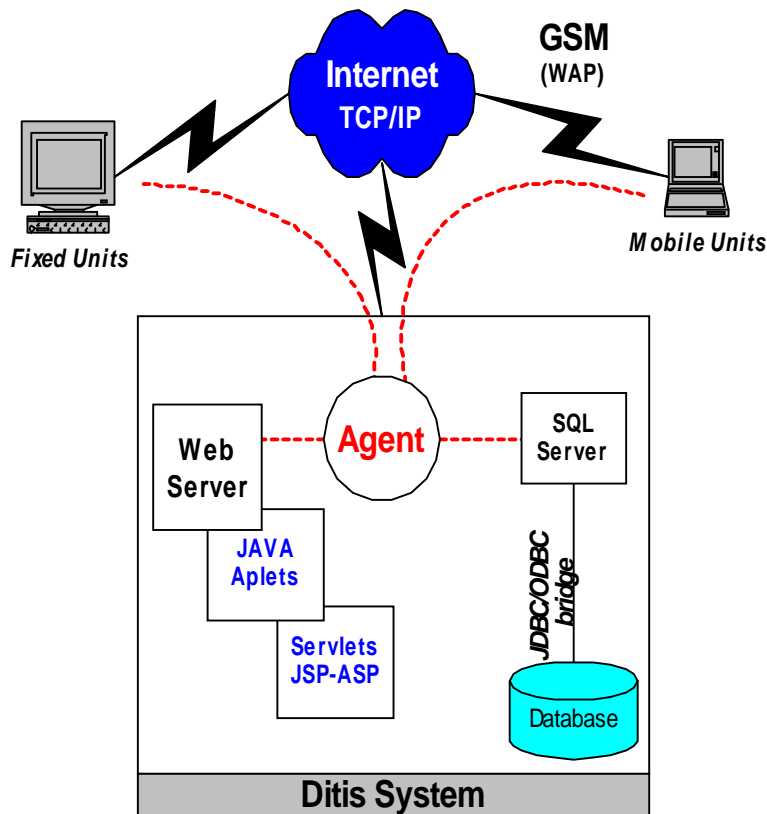 GSM
(WAP)
Internet
TCP/IP
Fixed Units
Mobile Units
Agent
Web
Server
SQL
Server
JAVA
Aplets
Servlets
JSP-ASP
JDBC/ODBC
bridge
Database
Ditis System